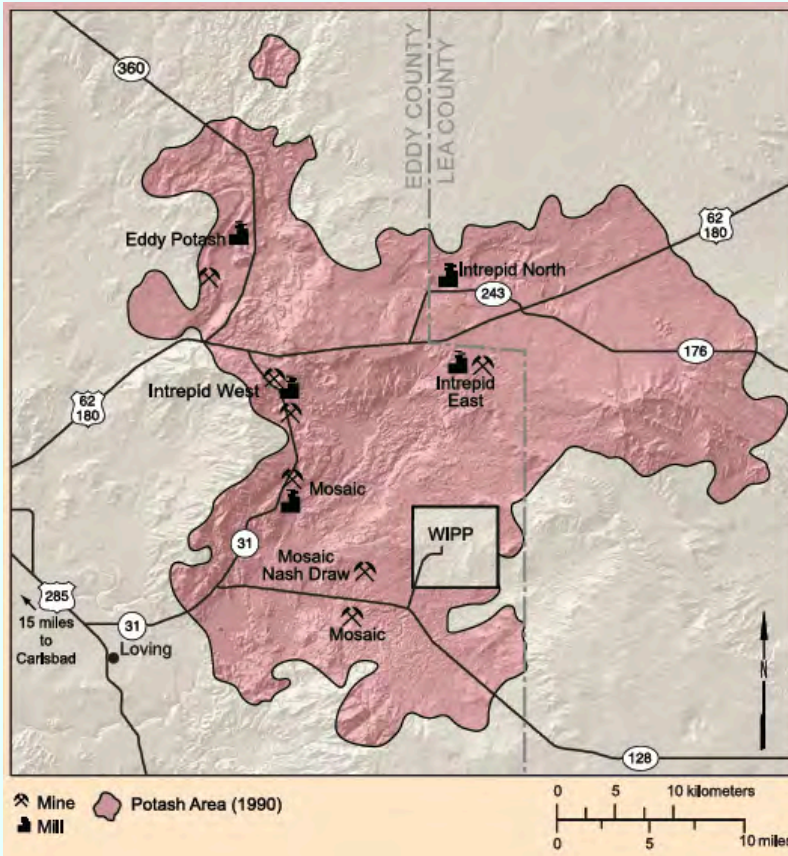 360
EDDY COUNTY
LEA COUNTY
62
180
Eddy Potash
Intrepid North
243
176
Intrepid West
Intrepid
East
62
180
Mosaic
WIPP
31
Mosaic
Nash Draw
285
15 miles
to
Carlsbad
31
Loving
Mosaic
N
128
Mine
Mill
Potash Area (1990)
0 5 10 kilometers
0 5 10 miles